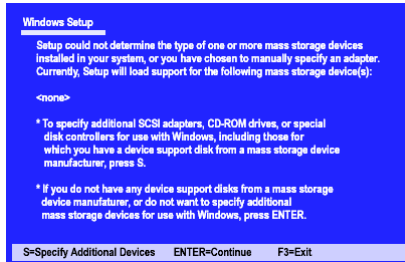 Windows Setup
Setup could not determine the type of one or more mass storage devices
installed in your system, or you have chosen to manually specify an adapter.
Currently, Setup will load support for the following mass storage device(s):
<none>
* To specify additional SCSI adapters, CD-ROM drives, or special
disk controllers for use with Windows, including those for
which you have a device support disk from a mass storage device
manufacturer, press S.
* If you do not have any device support disks from a mass storage
device manufaturer, or do not want to specify additional
mass storage devices for use with Windows, press ENTER.
S=Specify Additional Devices ENTER=Continue F3=Exit